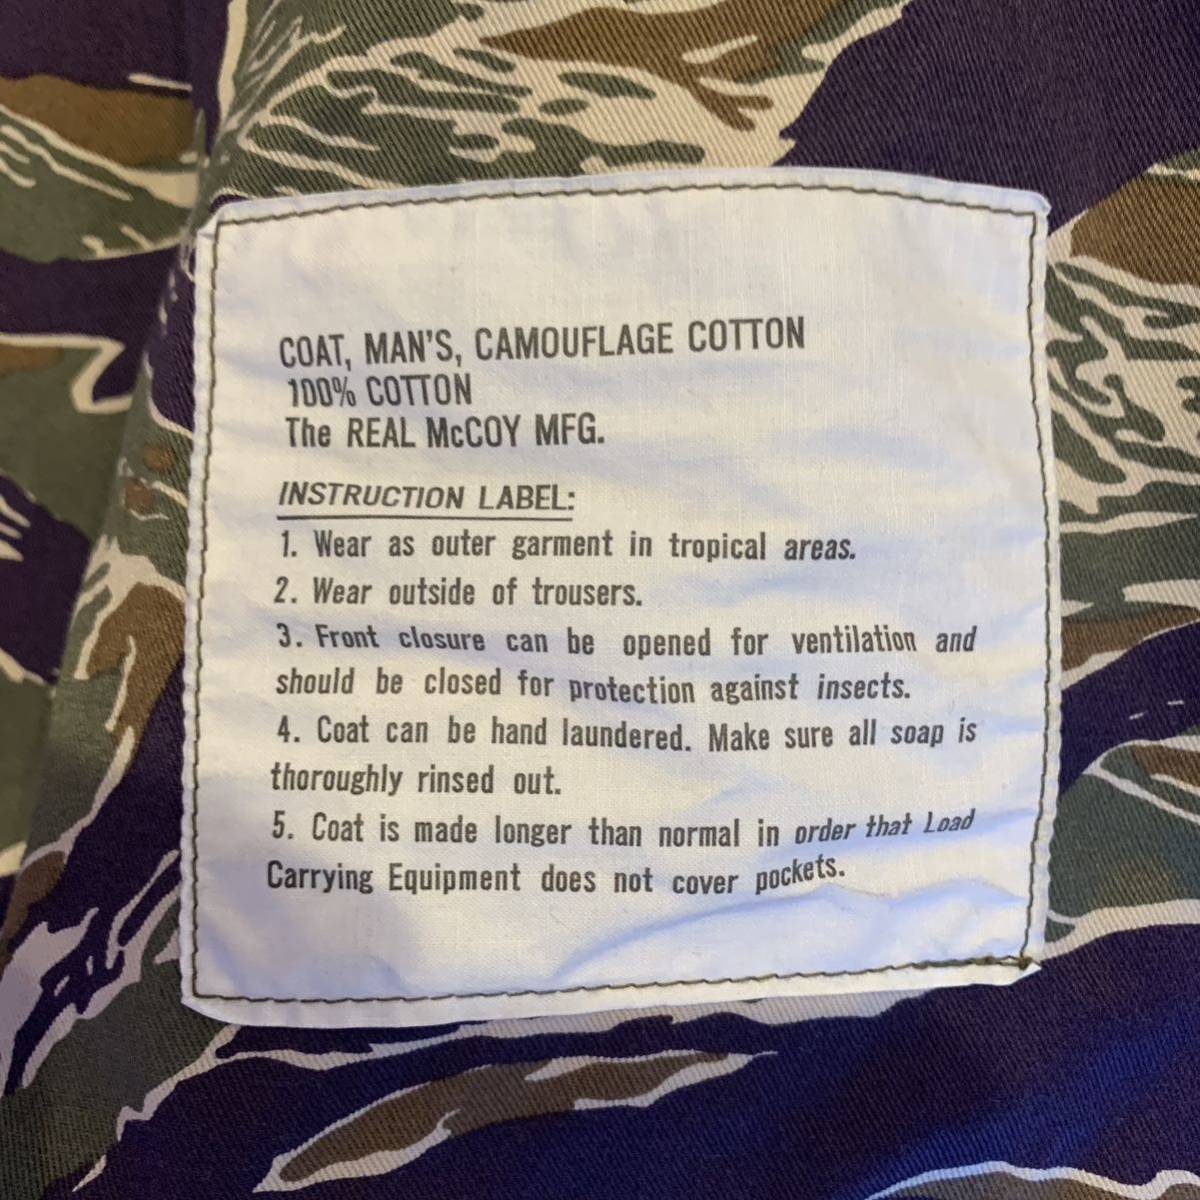 COAT, MAN'S, CAMOUFLAGE COTTON
100% COTTON
The REAL McCOY MFG.
INSTRUCTION LABEL:
1. Wear as outer garment in tropical areas.
2. Wear outside of trousers.
3. Front closure can be opened for ventilation and
should be closed for protection against insects.
4. Coat can be hand laundered. Make sure all soap is
thoroughly rinsed out.
5. Coat is made longer than normal in order that Load
Carrying Equipment does not cover pockets.